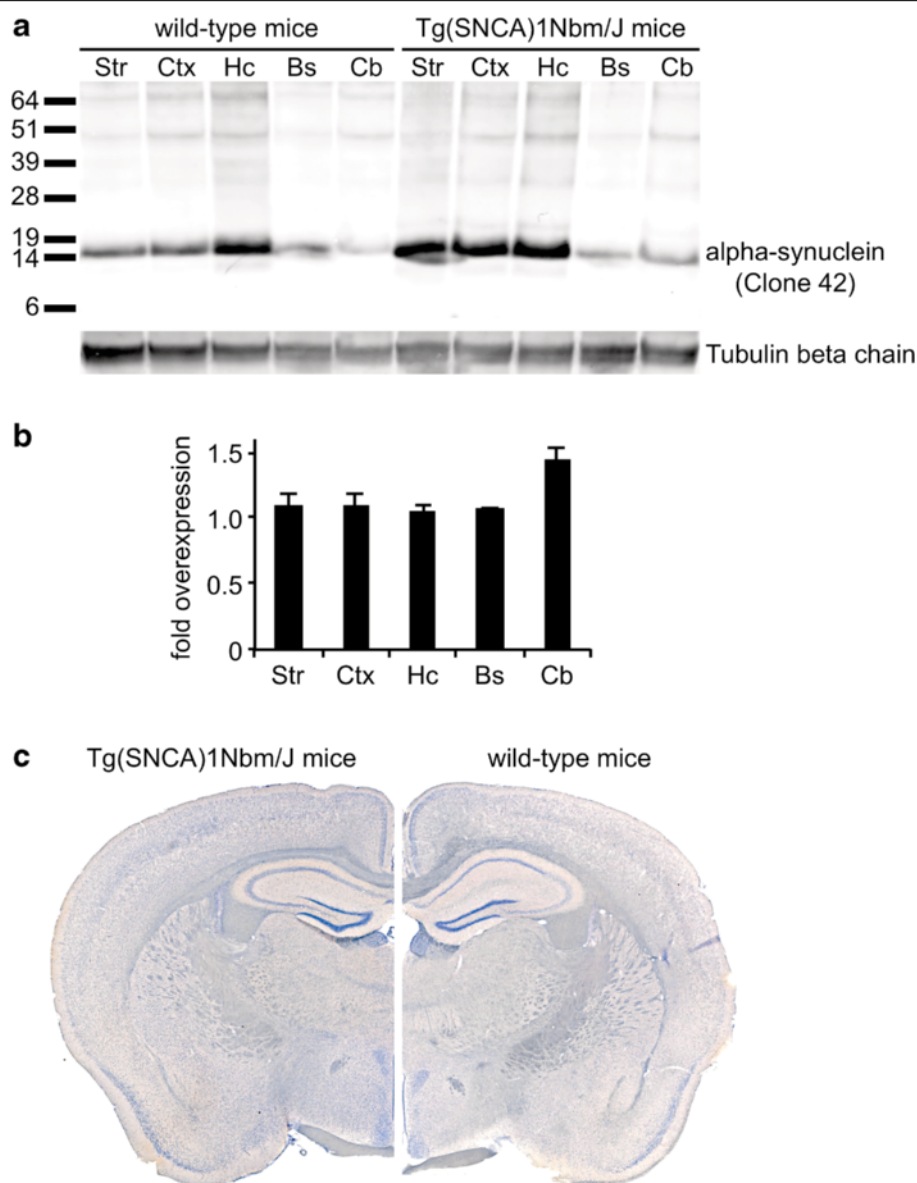 a
wild-type mice Tg(SNCA)1Nbm/J mice
Str Ctx Hc Bs Cb Str Ctx Hc Bs Cb
64
51
39
28
19
14
6
alpha-synuclein
(Clone 42)
Tubulin beta chain
b
fold overexpression
1.5
1.0
0.5
0
Str Ctx Hc Bs Cb
c
Tg(SNCA)1Nbm/J mice wild-type mice